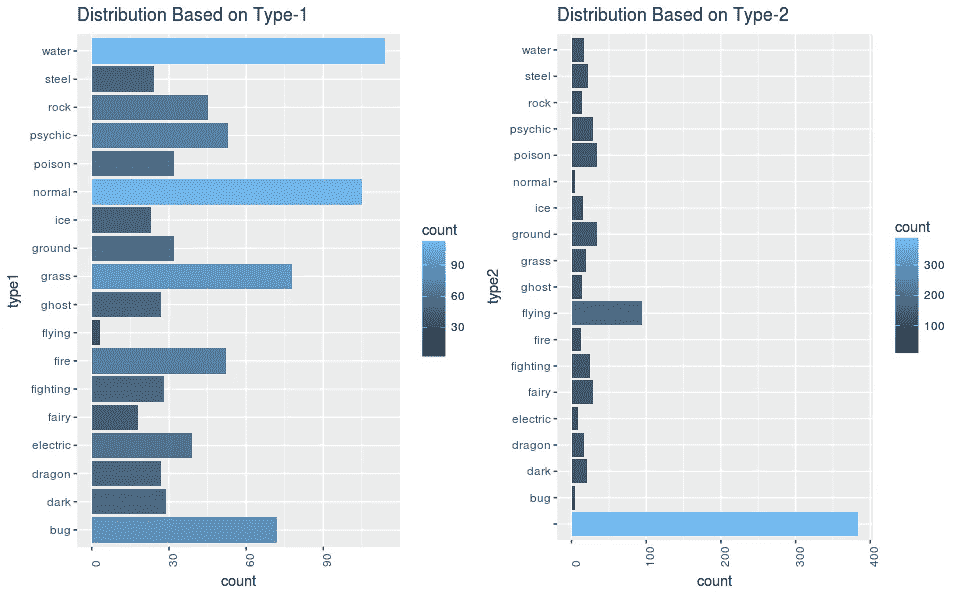 Distribution Based on Type-1
type1
water
steel
rock
psychic
poison
normal
ice
ground
grass
ghost
flying
fire
fighting
fairy
electric
dragon
dark
bug
0
30
60
90
count
count
90
60
30
Distribution Based on Type-2
type2
water
steel
rock
psychic
poison
normal
ice
ground
grass
ghost
flying
fire
fighting
fairy
electric
dragon
dark
bug
0
100
200
300
400
count
count
300
200
100